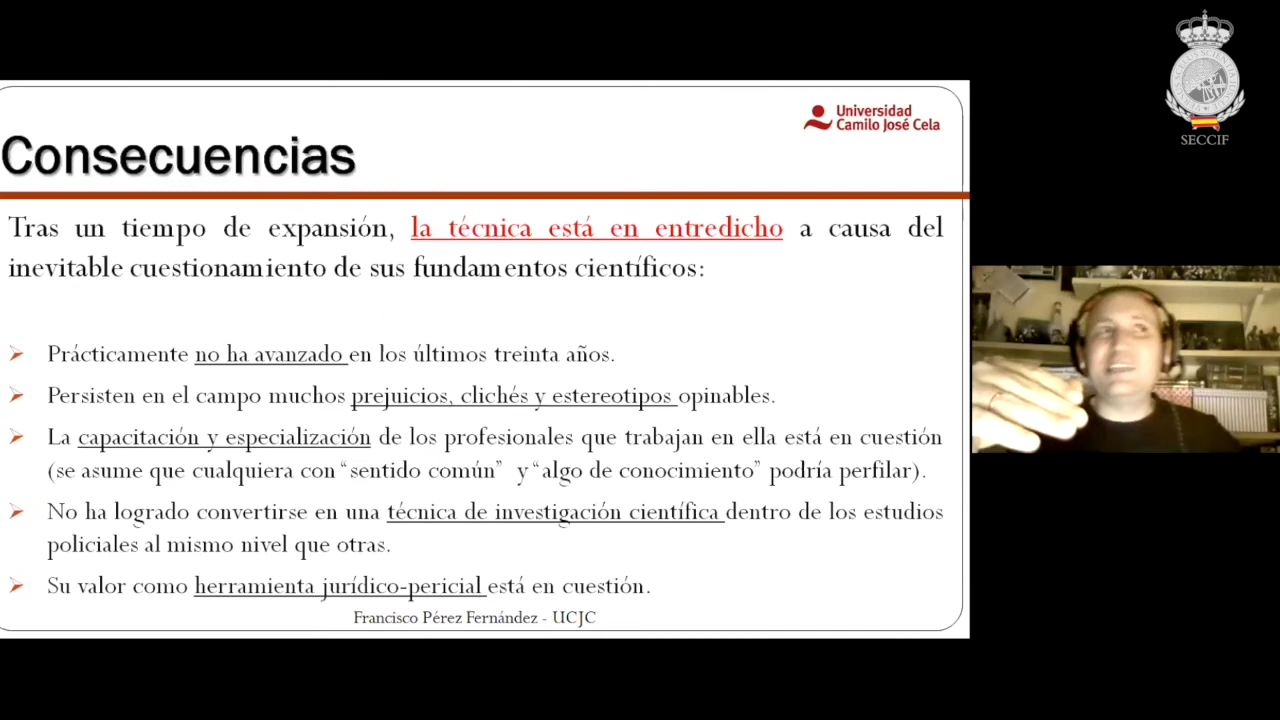 Universidad
Camilo José Cela
SECCIF
Consecuencias
Tras un tiempo de expansión, la técnica está en entredicho a causa del
inevitable cuestionamiento de sus fundamentos científicos:
Prácticamente no ha avanzado en los últimos treinta años.
Persisten en el campo muchos prejuicios, clichés y estereotipos opinables.
La capacitación y especialización de los profesionales que trabajan en ella está en cuestión
(se asume que cualquiera con “sentido común” y “algo de conocimiento” podría perfilar).
No ha logrado convertirse en una técnica de investigación científica dentro de los estudios
policiales al mismo nivel que otras.
Su valor como herramienta jurídico-pericial está en cuestión.
Francisco Pérez Fernández - UCJC